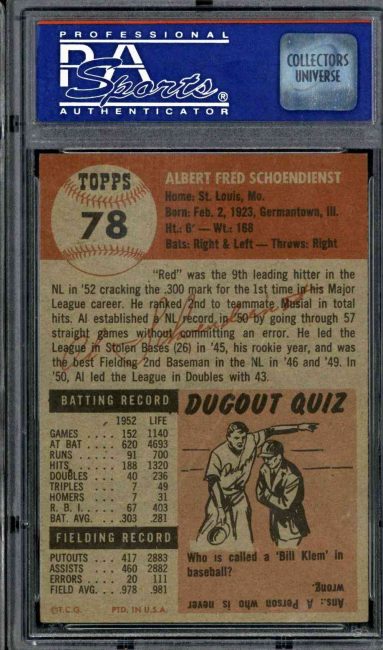 PROFESSIONAL
PSA
Sports®
AUTHENTICATOR
COLLECTORS
UNIVERSE
TOPPS
78
ALBERT FRED SCHOENDIENST
Home: St. Louis, Mo.
Born: Feb. 2, 1923, Germantown, Ill.
Ht.: 6' — Wt.: 168
Bats: Right & Left — Throws: Right
"Red" was the 9th leading hitter in the
NL in '52 cracking the .300 mark for the 1st time in his Major
League career. He ranked 2nd to teammate Musial in total
hits. Al established a NL record in '50 by going through 57
straight games without committing an error. He led the
League in Stolen Bases (26) in '45, his rookie year, and was
the best Fielding 2nd Baseman in the NL in '46 and '49. In
'50, Al led the League in Doubles with 43.
BATTING RECORD
1952 LIFE
GAMES .... 152 1140
AT BAT .... 620 4693
RUNS .... 91 700
HITS ..... 188 1320
DOUBLES .. 40 236
TRIPLES ... 7 49
HOMERS ... 7 31
R. B. I. .... 67 403
BAT. AVG. .. .303 .281
FIELDING RECORD
PUTOUTS .. 417 2883
ASSISTS ... 460 2882
ERRORS ... 20 111
FIELD AVG. .. .978 .981
©T.C.G. PTD. IN U.S.A.
DUGOUT QUIZ
Who is called a 'Bill Klem' in
baseball?
Ans.: A Person who is never
wrong.